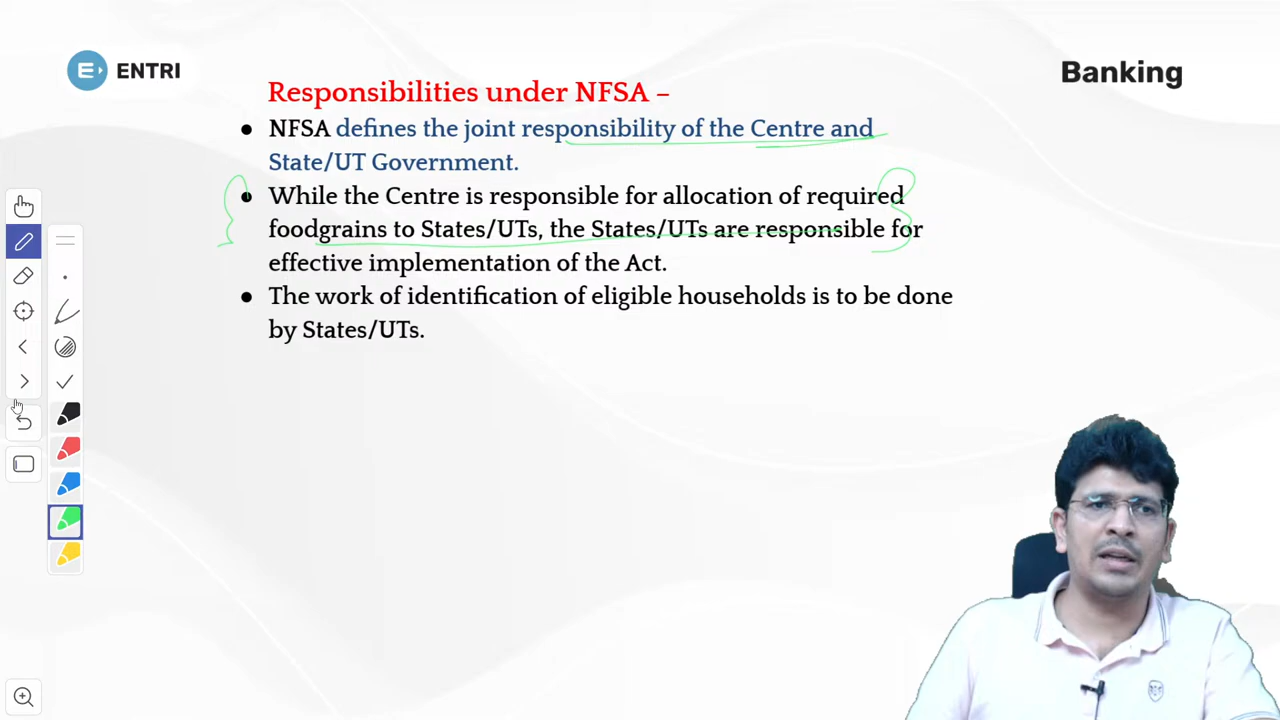 ENTRI
Banking
Responsibilities under NFSA –
● NFSA defines the joint responsibility of the Centre and
State/UT Government.
● While the Centre is responsible for allocation of required
foodgrains to States/UTs, the States/UTs are responsible for
effective implementation of the Act.
● The work of identification of eligible households is to be done
by States/UTs.